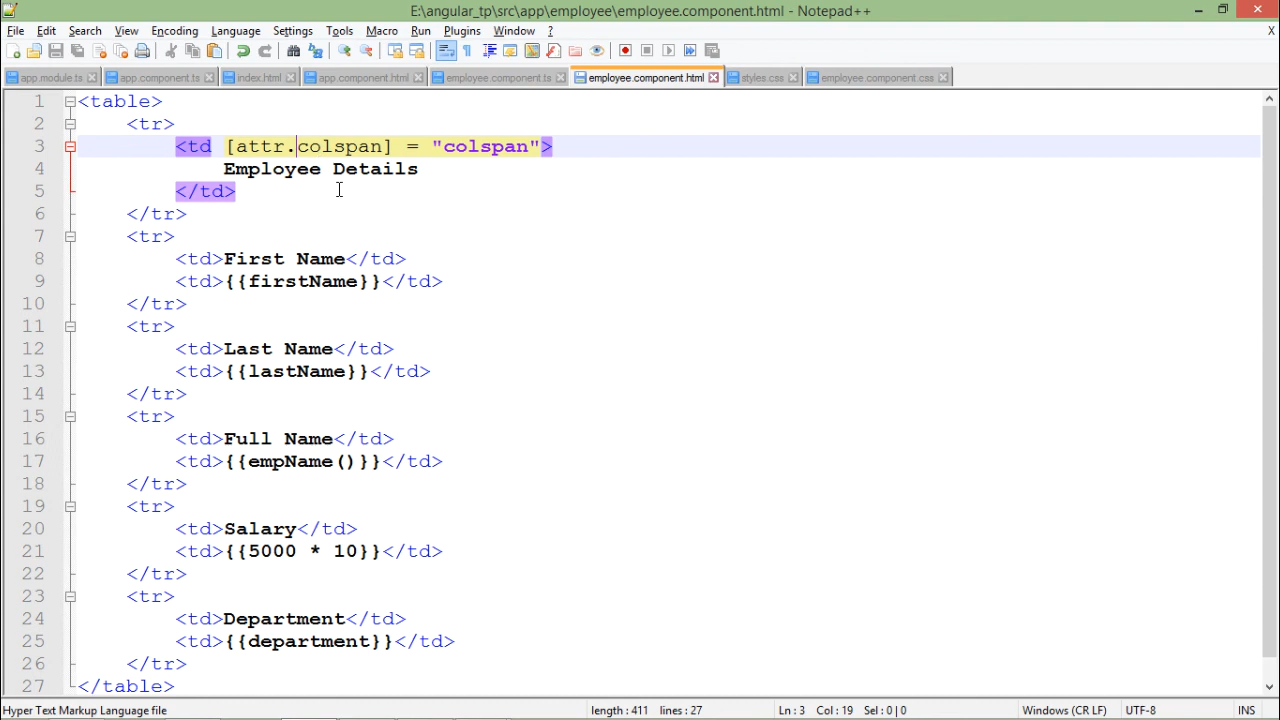 E:\angular_tp\src\app\employee\employee.component.html - Notepad++
File Edit Search View Encoding Language Settings Tools Macro Run Plugins Window ? X
app.module.ts app.component.ts index.html app.component.html employee.component.ts employee.component.html styles.css employee.component.css
1 <table>
2 <tr>
3 <td [attr.colspan] = "colspan">
4 Employee Details
5 </td>
6 </tr>
7 <tr>
8 <td>First Name</td>
9 <td>{{firstName}}</td>
10 </tr>
11 <tr>
12 <td>Last Name</td>
13 <td>{{lastName}}</td>
14 </tr>
15 <tr>
16 <td>Full Name</td>
17 <td>{{empName()}}</td>
18 </tr>
19 <tr>
20 <td>Salary</td>
21 <td>{{5000 * 10}}</td>
22 </tr>
23 <tr>
24 <td>Department</td>
25 <td>{{department}}</td>
26 </tr>
27 </table>
Hyper Text Markup Language file length : 411 lines : 27 Ln : 3 Col : 19 Sel : 0 | 0 Windows (CR LF) UTF-8 INS